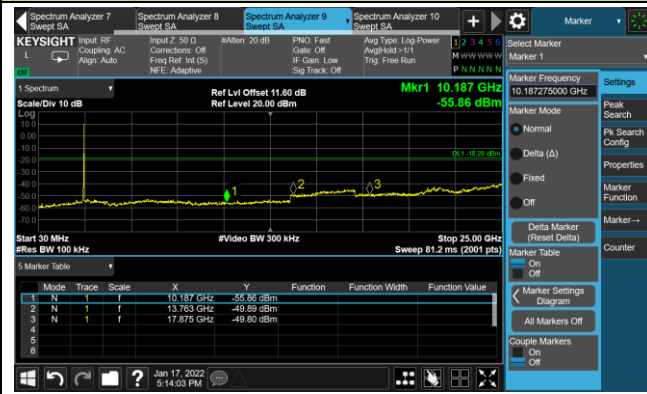 Spectrum Analyzer 7
Swept SA
Spectrum Analyzer 8
Swept SA
Spectrum Analyzer 9
Swept SA
Spectrum Analyzer 10
Swept SA
Marker
KEYSIGHT
L
Input: RF
Coupling: AC
Align: Auto
Input Z: 50 Ω
Corrections: Off
Freq Ref: Int (S)
NFE: Adaptive
#Atten: 20 dB
PNO: Fast
Gate: Off
IF Gain: Low
Sig Track: Off
Avg Type: Log-Power
Avg|Hold:>1/1
Trig: Free Run
1 2 3 4 5 6
M W W W W W
P N N N N N
Select Marker
Marker 1
1 Spectrum
Scale/Div 10 dB
Log
Ref Lvl Offset 11.60 dB
Ref Level 20.00 dBm
Mkr1 10.187 GHz
-55.86 dBm
10.0
0.00
-10.0
-20.0
-30.0
-40.0
-50.0
-60.0
-70.0
DL1 -18.29 dBm
1
2
3
Start 30 MHz
#Res BW 100 kHz
#Video BW 300 kHz
Stop 25.00 GHz
Sweep 81.2 ms (2001 pts)
5 Marker Table
Mode Trace Scale X Y Function Function Width Function Value
1 N 1 f 10.187 GHz -55.86 dBm
2 N 1 f 13.763 GHz -49.89 dBm
3 N 1 f 17.875 GHz -49.80 dBm
4
5
6
Jan 17, 2022
5:14:03 PM
?
Marker Frequency
10.187275000 GHz
Marker Mode
Normal
Delta (Δ)
Fixed
Off
Delta Marker
(Reset Delta)
Marker Table
On
Off
Marker Settings
Diagram
All Markers Off
Couple Markers
On
Off
Settings
Peak
Search
Pk Search
Config
Properties
Marker
Function
Marker→
Counter